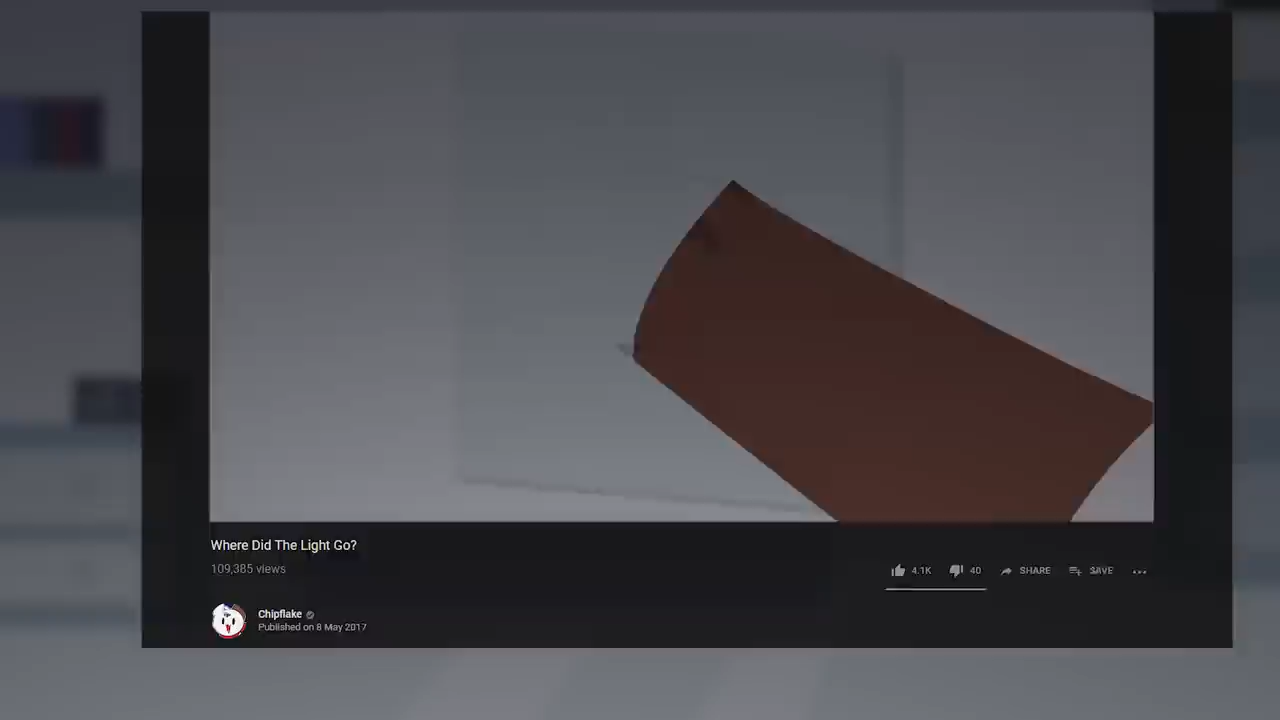 Where Did The Light Go?
109,385 views
4.1K 40 SHARE SAVE
Chipflake
Published on 8 May 2017